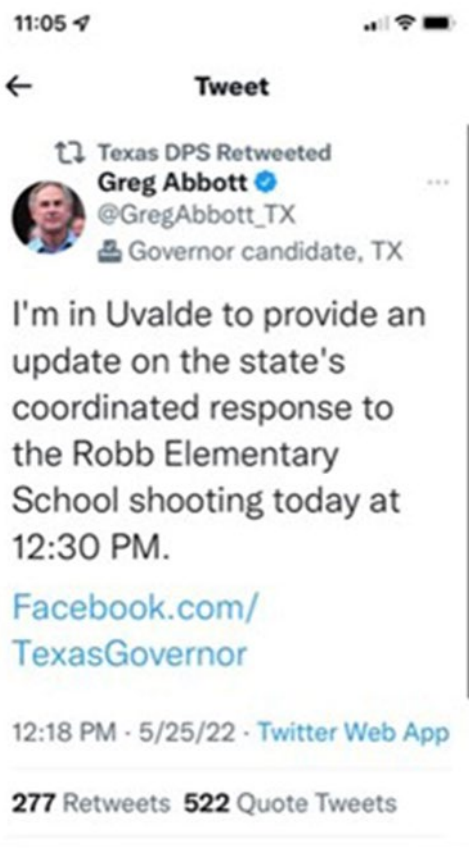 11:05
Tweet
Texas DPS Retweeted
Greg Abbott
@GregAbbott_TX
Governor candidate, TX
I'm in Uvalde to provide an
update on the state's
coordinated response to
the Robb Elementary
School shooting today at
12:30 PM.
Facebook.com/
TexasGovernor
12:18 PM · 5/25/22 · Twitter Web App
277 Retweets 522 Quote Tweets